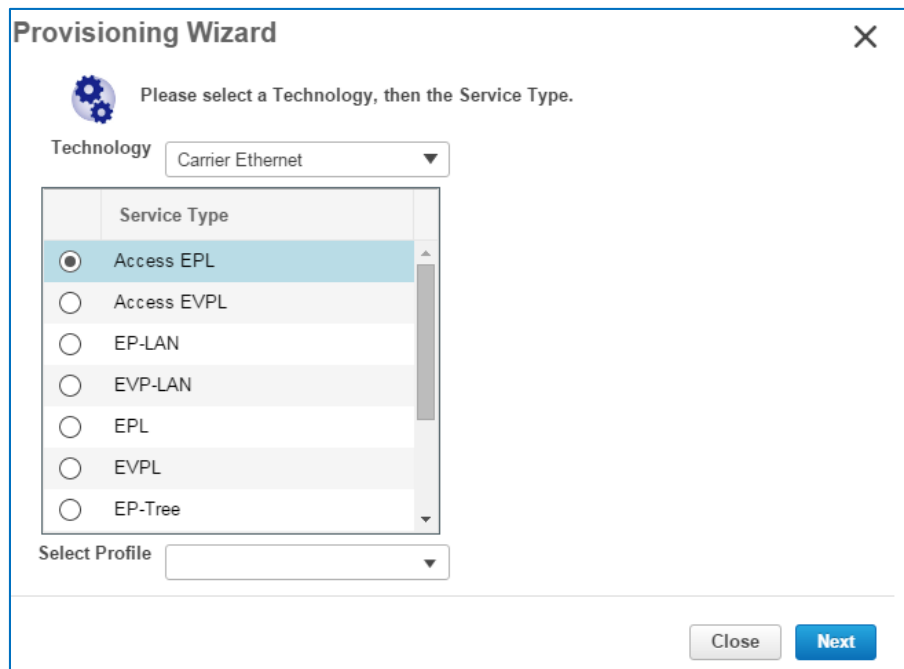 Provisioning Wizard
Please select a Technology, then the Service Type.
Technology
Carrier Ethernet
Service Type
Access EPL
Access EVPL
EP-LAN
EVP-LAN
EPL
EVPL
EP-Tree
Select Profile
Close
Next